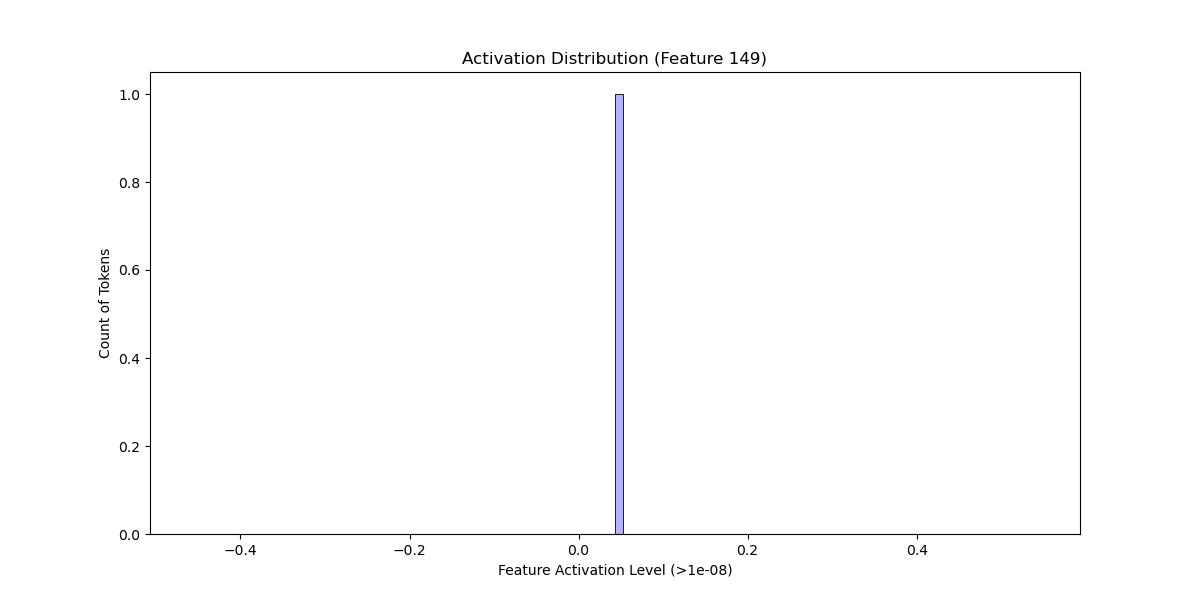 Activation Distribution (Feature 149)
1.0
0.8
0.6
0.4
0.2
0.0
Count of Tokens
−0.4 −0.2 0.0 0.2 0.4
Feature Activation Level (>1e-08)